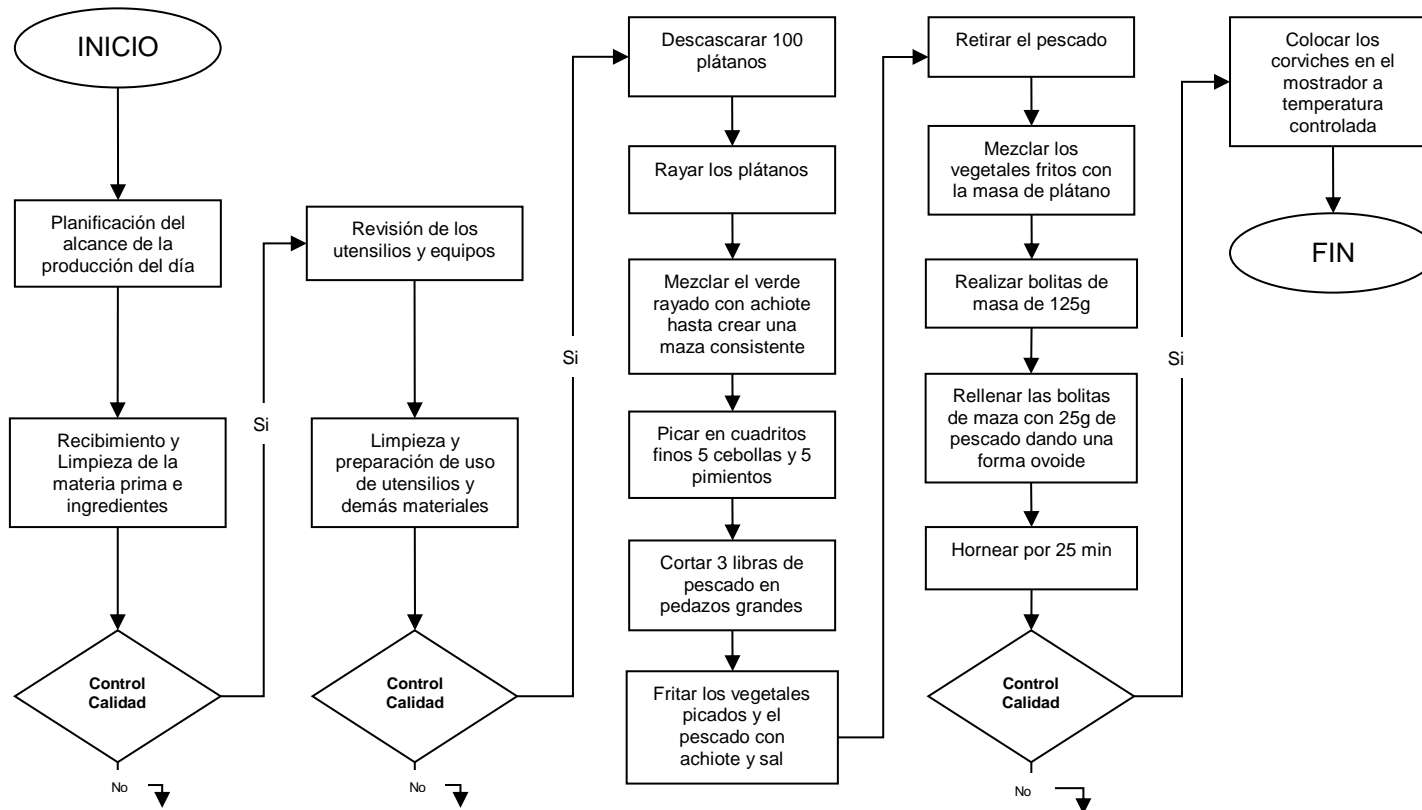 INICIO
Planificación del
alcance de la
producción del día
Recibimiento y
Limpieza de la
materia prima e
ingredientes
Control
Calidad
No
Si
Revisión de los
utensilios y equipos
Limpieza y
preparación de uso
de utensilios y
demás materiales
Control
Calidad
No
Si
Descascarar 100
plátanos
Rayar los plátanos
Mezclar el verde
rayado con achiote
hasta crear una
maza consistente
Picar en cuadritos
finos 5 cebollas y 5
pimientos
Cortar 3 libras de
pescado en
pedazos grandes
Fritar los vegetales
picados y el
pescado con
achiote y sal
Retirar el pescado
Mezclar los
vegetales fritos con
la masa de plátano
Realizar bolitas de
masa de 125g
Rellenar las bolitas
de maza con 25g de
pescado dando una
forma ovoide
Hornear por 25 min
Control
Calidad
No
Si
Colocar los
corviches en el
mostrador a
temperatura
controlada
FIN